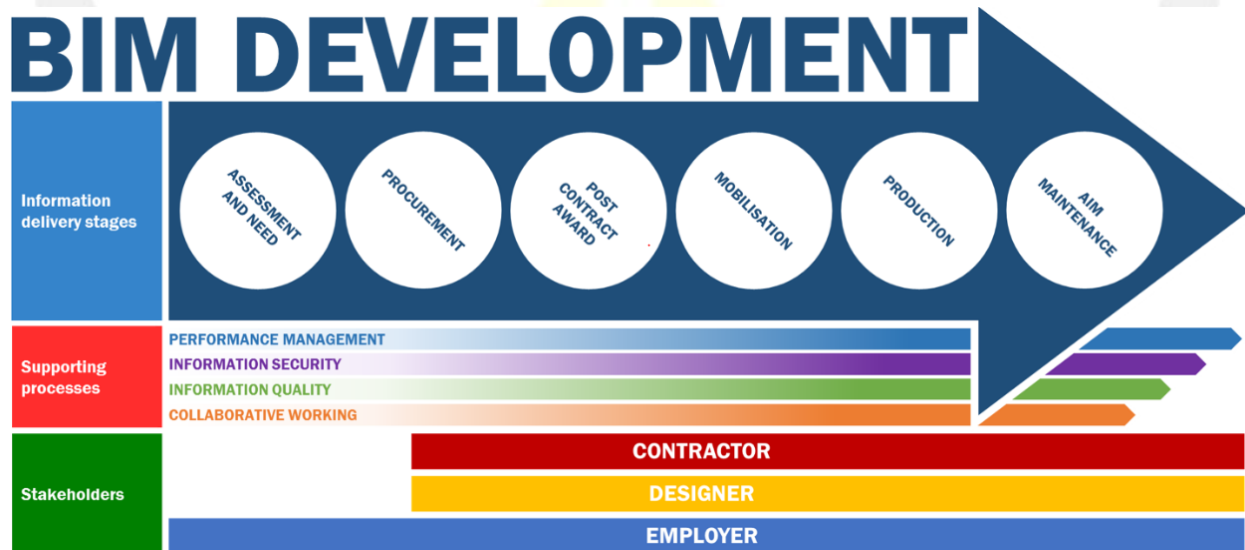 BIM DEVELOPMENT
Information
delivery stages
ASSESSMENT
AND NEED
PROCUREMENT
POST
CONTRACT
AWARD
MOBILISATION
PRODUCTION
AIM
MAINTENANCE
Supporting
processes
PERFORMANCE MANAGEMENT
INFORMATION SECURITY
INFORMATION QUALITY
COLLABORATIVE WORKING
Stakeholders
CONTRACTOR
DESIGNER
EMPLOYER